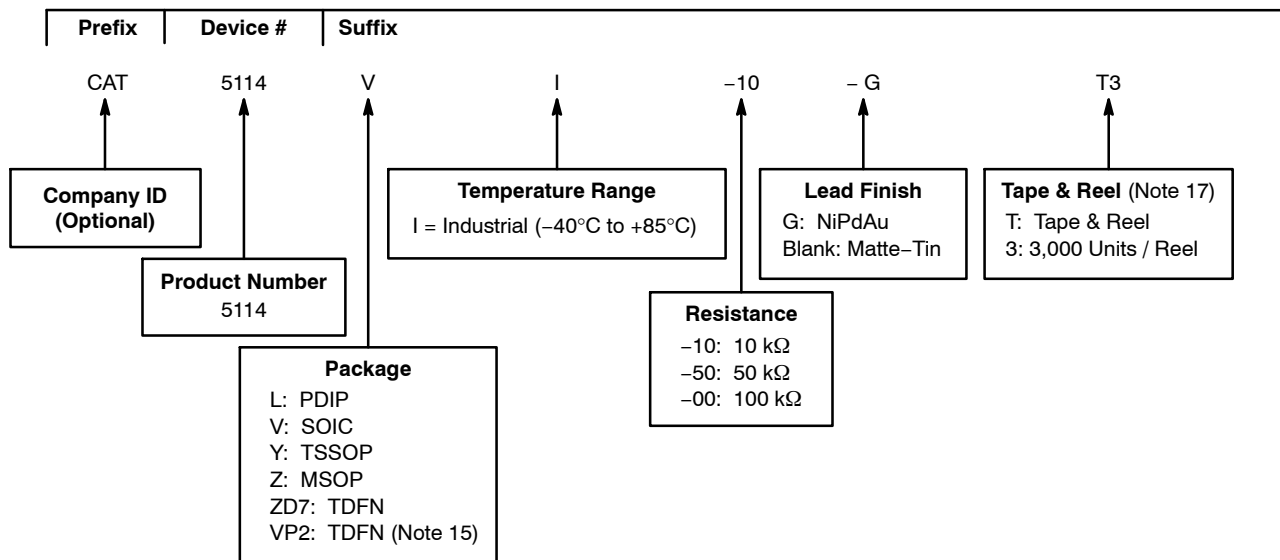 Prefix Device # Suffix
CAT 5114 V I –10 – G T3
Company ID
(Optional)
Product Number
5114
Package
L: PDIP
V: SOIC
Y: TSSOP
Z: MSOP
ZD7: TDFN
VP2: TDFN (Note 15)
Temperature Range
I = Industrial (–40°C to +85°C)
Resistance
–10: 10 kΩ
–50: 50 kΩ
–00: 100 kΩ
Lead Finish
G: NiPdAu
Blank: Matte–Tin
Tape & Reel (Note 17)
T: Tape & Reel
3: 3,000 Units / Reel